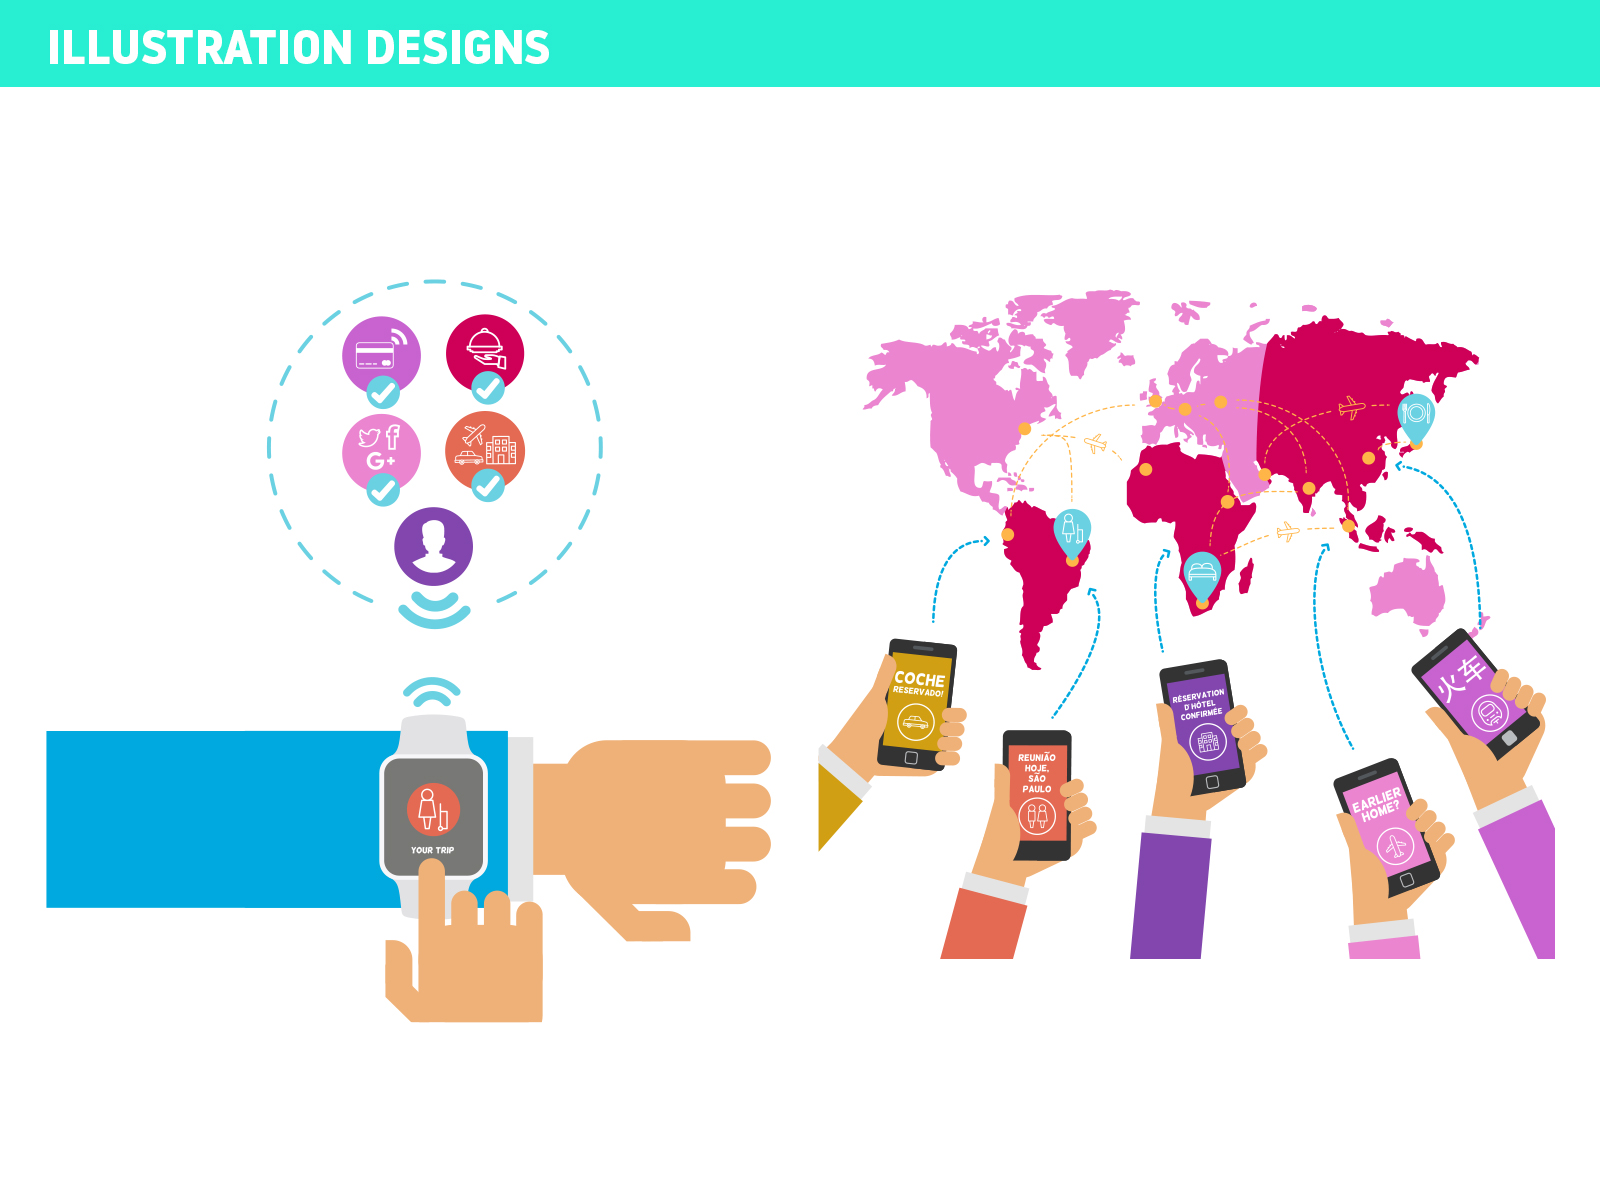 ILLUSTRATION DESIGNS
f
G+
YOUR TRIP
COCHE
RESERVADO!
REUNIÃO
HOJE,
SÃO
PAULO
RÉSERVATION
D'HÔTEL
CONFIRMÉE
EARLIER
HOME?
火车